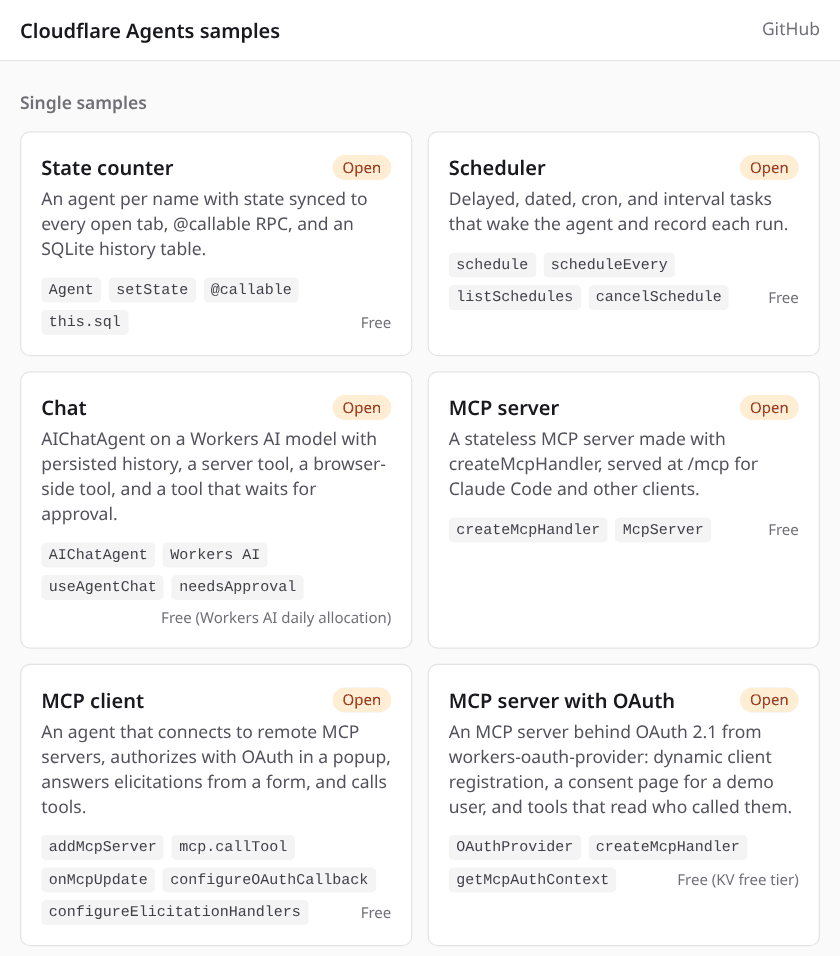 Cloudflare Agents samples
GitHub
Single samples
State counter
Open
An agent per name with state synced to
every open tab, @callable RPC, and an
SQLite history table.
Agent setState @callable
this.sql
Free
Scheduler
Open
Delayed, dated, cron, and interval tasks
that wake the agent and record each run.
schedule scheduleEvery
listSchedules cancelSchedule
Free
Chat
Open
AIChatAgent on a Workers AI model with
persisted history, a server tool, a browser-
side tool, and a tool that waits for
approval.
AIChatAgent Workers AI
useAgentChat needsApproval
Free (Workers AI daily allocation)
MCP server
Open
A stateless MCP server made with
createMcpHandler, served at /mcp for
Claude Code and other clients.
createMcpHandler McpServer
Free
MCP client
Open
An agent that connects to remote MCP
servers, authorizes with OAuth in a popup,
answers elicitations from a form, and calls
tools.
addMcpServer mcp.callTool
onMcpUpdate configureOAuthCallback
configureElicitationHandlers
Free
MCP server with OAuth
Open
An MCP server behind OAuth 2.1 from
workers-oauth-provider: dynamic client
registration, a consent page for a demo
user, and tools that read who called them.
OAuthProvider createMcpHandler
getMcpAuthContext
Free (KV free tier)